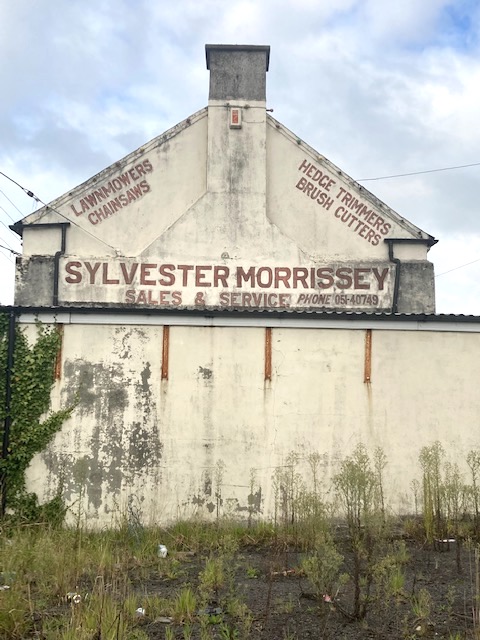 LAWNMOWERS
CHAINSAWS
HEDGE TRIMMERS
BRUSH CUTTERS
SYLVESTER MORRISSEY
SALES & SERVICE PHONE 051-40749